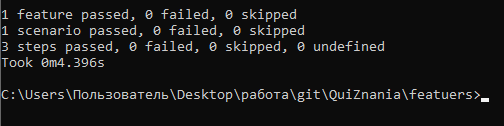 1 feature passed, 0 failed, 0 skipped
1 scenario passed, 0 failed, 0 skipped
3 steps passed, 0 failed, 0 skipped, 0 undefined
Took 0m4.396s
C:\Users\Пользователь\Desktop\работа\git\QuiZnania\featuers>